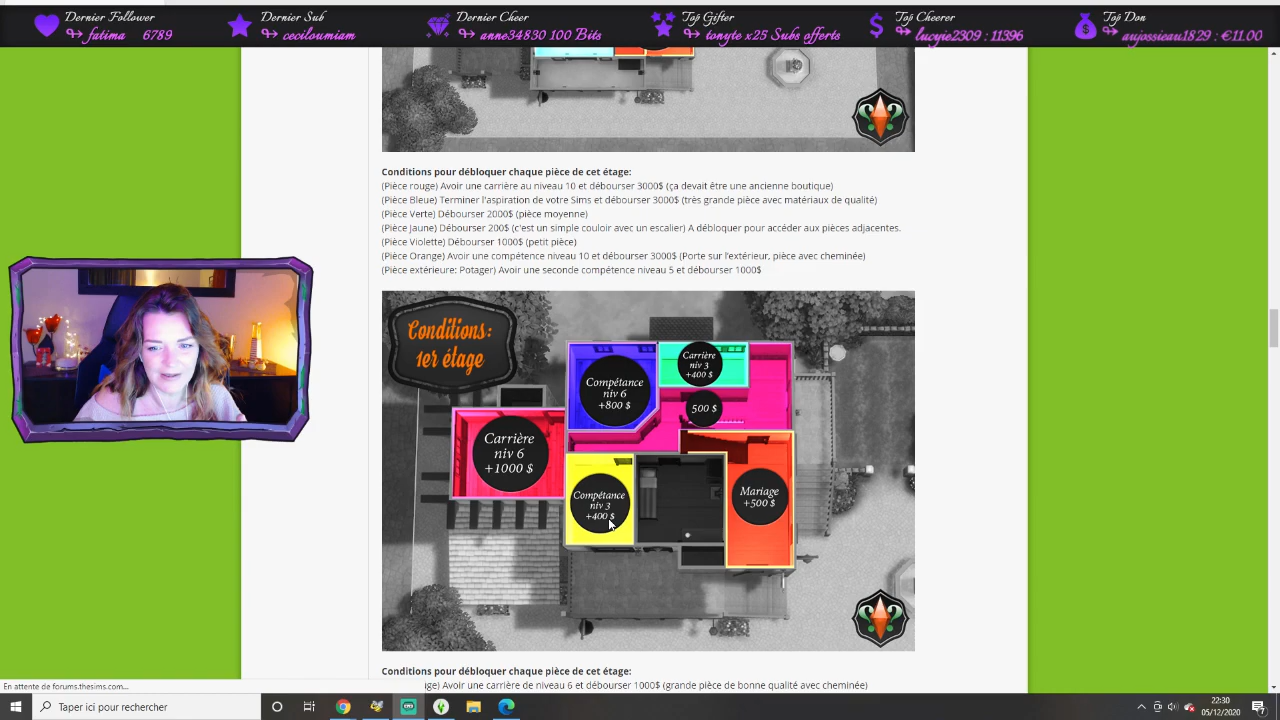 Dernier Follower
fatima 6789
Dernier Sub
ceciloumiam
Dernier Cheer
anne34830 100 Bits
Top Gifter
tonyte x25 Subs offerts
Top Cheerer
lucyie2309 : 11396
Top Don
aujossieau1829 : €11.00
Conditions pour débloquer chaque pièce de cet étage:
(Pièce rouge) Avoir une carrière au niveau 10 et débourser 3000$ (ça devait être une ancienne boutique)
(Pièce Bleue) Terminer l'aspiration de votre Sims et débourser 3000$ (très grande pièce avec matériaux de qualité)
(Pièce Verte) Débourser 2000$ (pièce moyenne)
(Pièce Jaune) Débourser 200$ (c'est un simple couloir avec un escalier) A débloquer pour accéder aux pièces adjacentes.
(Pièce Violette) Débourser 1000$ (petit pièce)
(Pièce Orange) Avoir une compétence niveau 10 et débourser 3000$ (Porte sur l'extérieur, pièce avec cheminée)
(Pièce extérieure: Potager) Avoir une seconde compétence niveau 5 et débourser 1000$
Conditions:
1er étage
Compétance
niv 6
+800 $
Carrière
niv 3
+400 $
500 $
Carrière
niv 6
+1000 $
Compétance
niv 3
+400 $
Mariage
+500 $
Conditions pour débloquer chaque pièce de cet étage:
ge) Avoir une carrière de niveau 6 et débourser 1000$ (grande pièce de bonne qualité avec cheminée)
En attente de forums.thesims.com...
Taper ici pour rechercher
22:30
05/12/2020
7